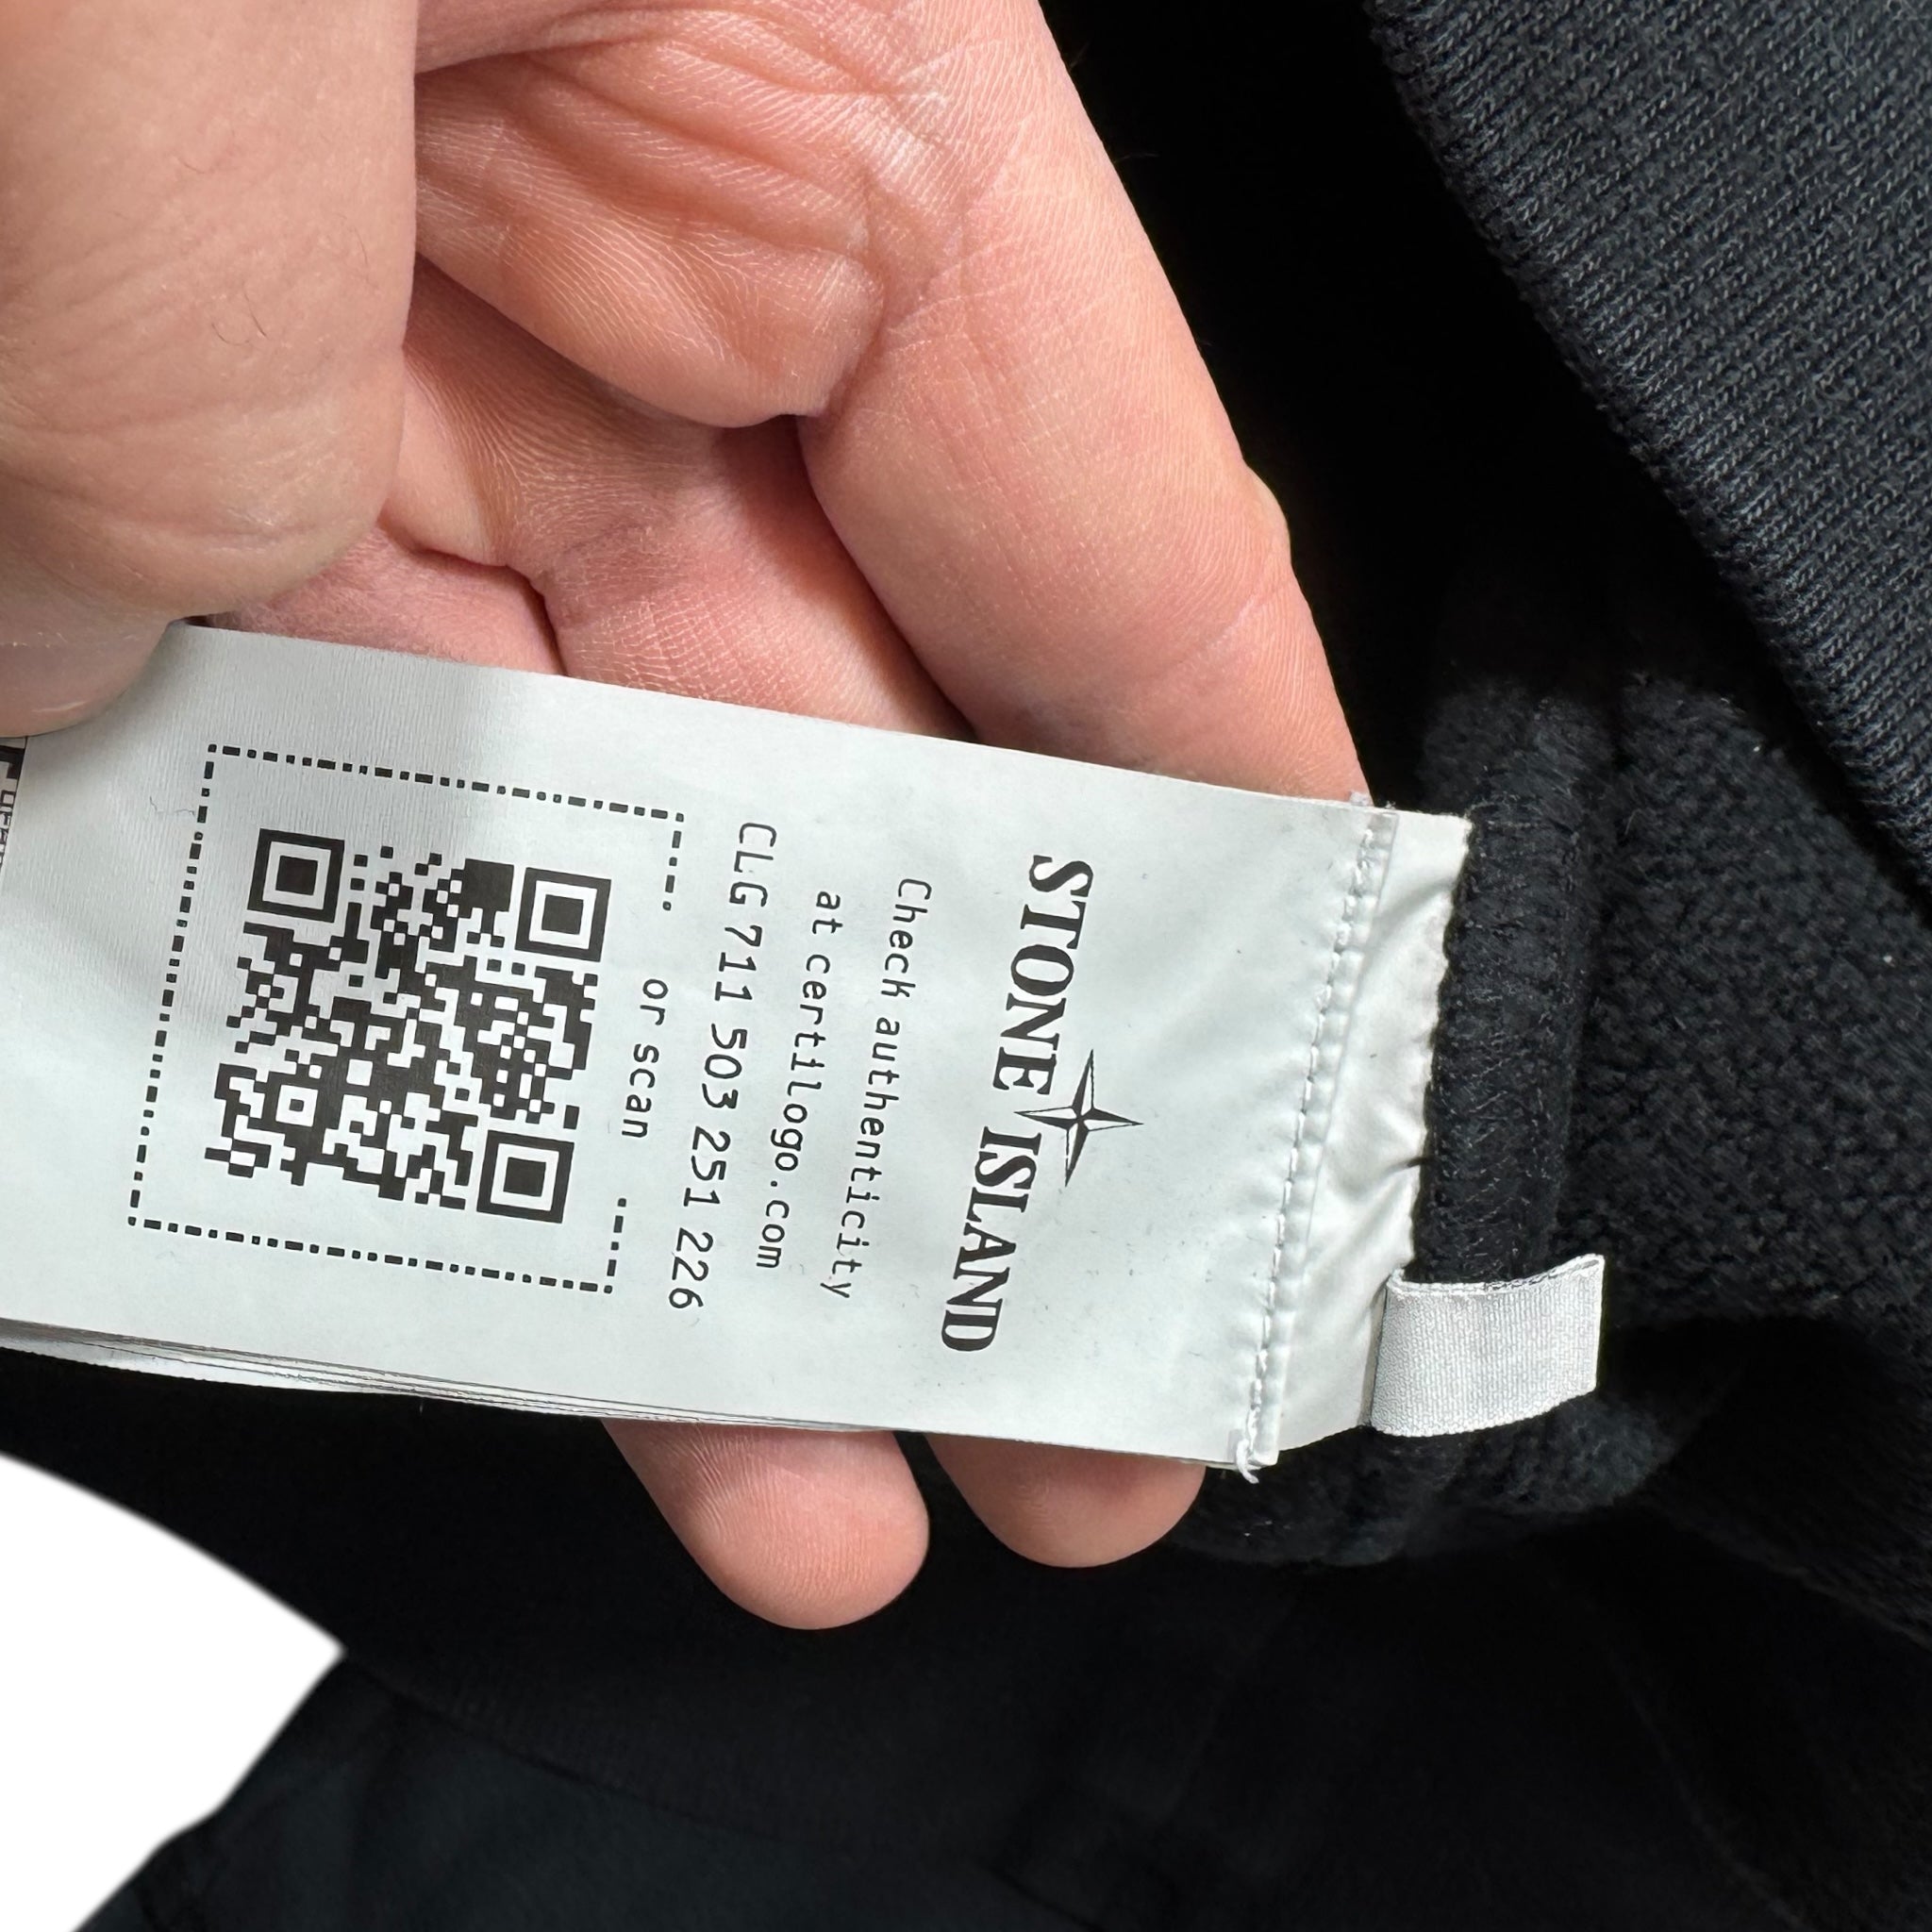 STONE ISLAND
Check authenticity
at certilogo.com
CLG 711 503 251 226
or scan